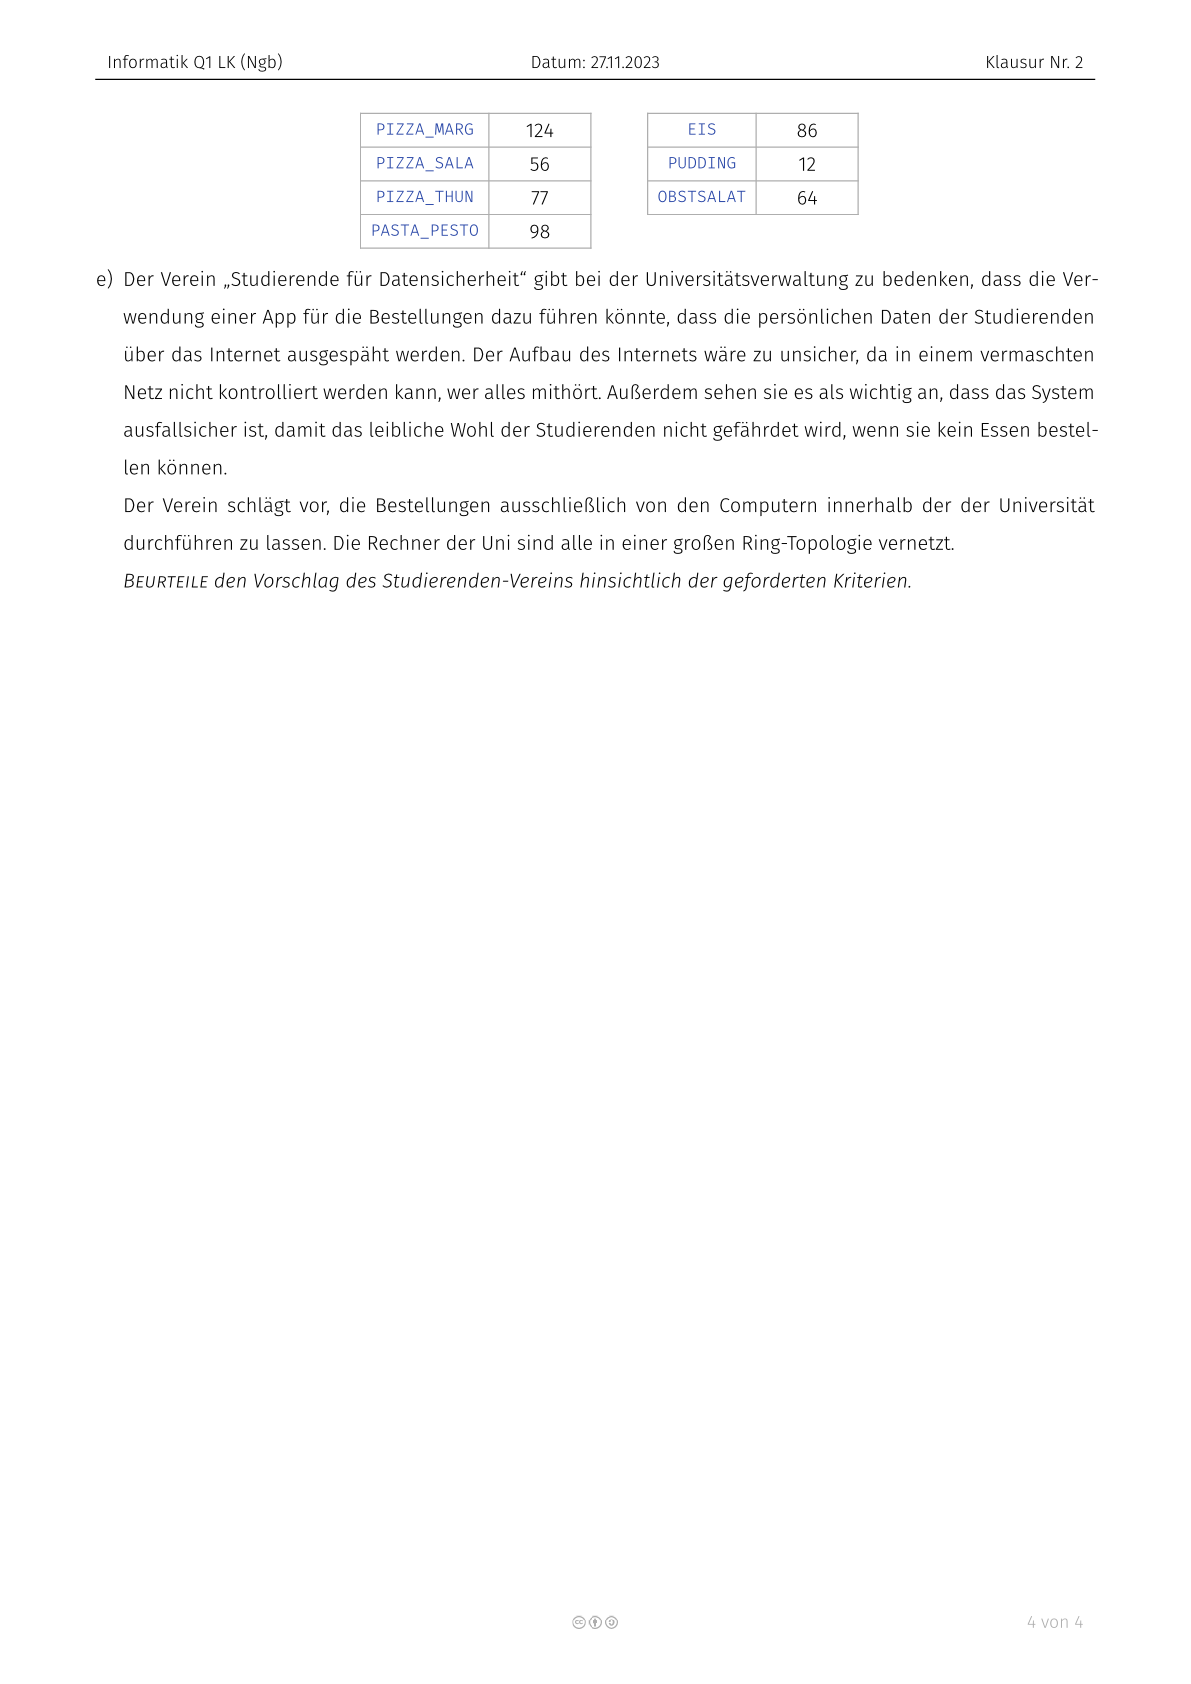 Informatik Q1 LK (Ngb) Datum: 27.11.2023 Klausur Nr. 2
PIZZA_MARG 124 EIS 86
PIZZA_SALA 56 PUDDING 12
PIZZA_THUN 77 OBSTSALAT 64
PASTA_PESTO 98
e) Der Verein „Studierende für Datensicherheit“ gibt bei der Universitätsverwaltung zu bedenken, dass die Ver-
wendung einer App für die Bestellungen dazu führen könnte, dass die persönlichen Daten der Studierenden
über das Internet ausgespäht werden. Der Aufbau des Internets wäre zu unsicher, da in einem vermaschten
Netz nicht kontrolliert werden kann, wer alles mithört. Außerdem sehen sie es als wichtig an, dass das System
ausfallsicher ist, damit das leibliche Wohl der Studierenden nicht gefährdet wird, wenn sie kein Essen bestel-
len können.
Der Verein schlägt vor, die Bestellungen ausschließlich von den Computern innerhalb der der Universität
durchführen zu lassen. Die Rechner der Uni sind alle in einer großen Ring-Topologie vernetzt.
BEURTEILE den Vorschlag des Studierenden-Vereins hinsichtlich der geforderten Kriterien.
4 von 4